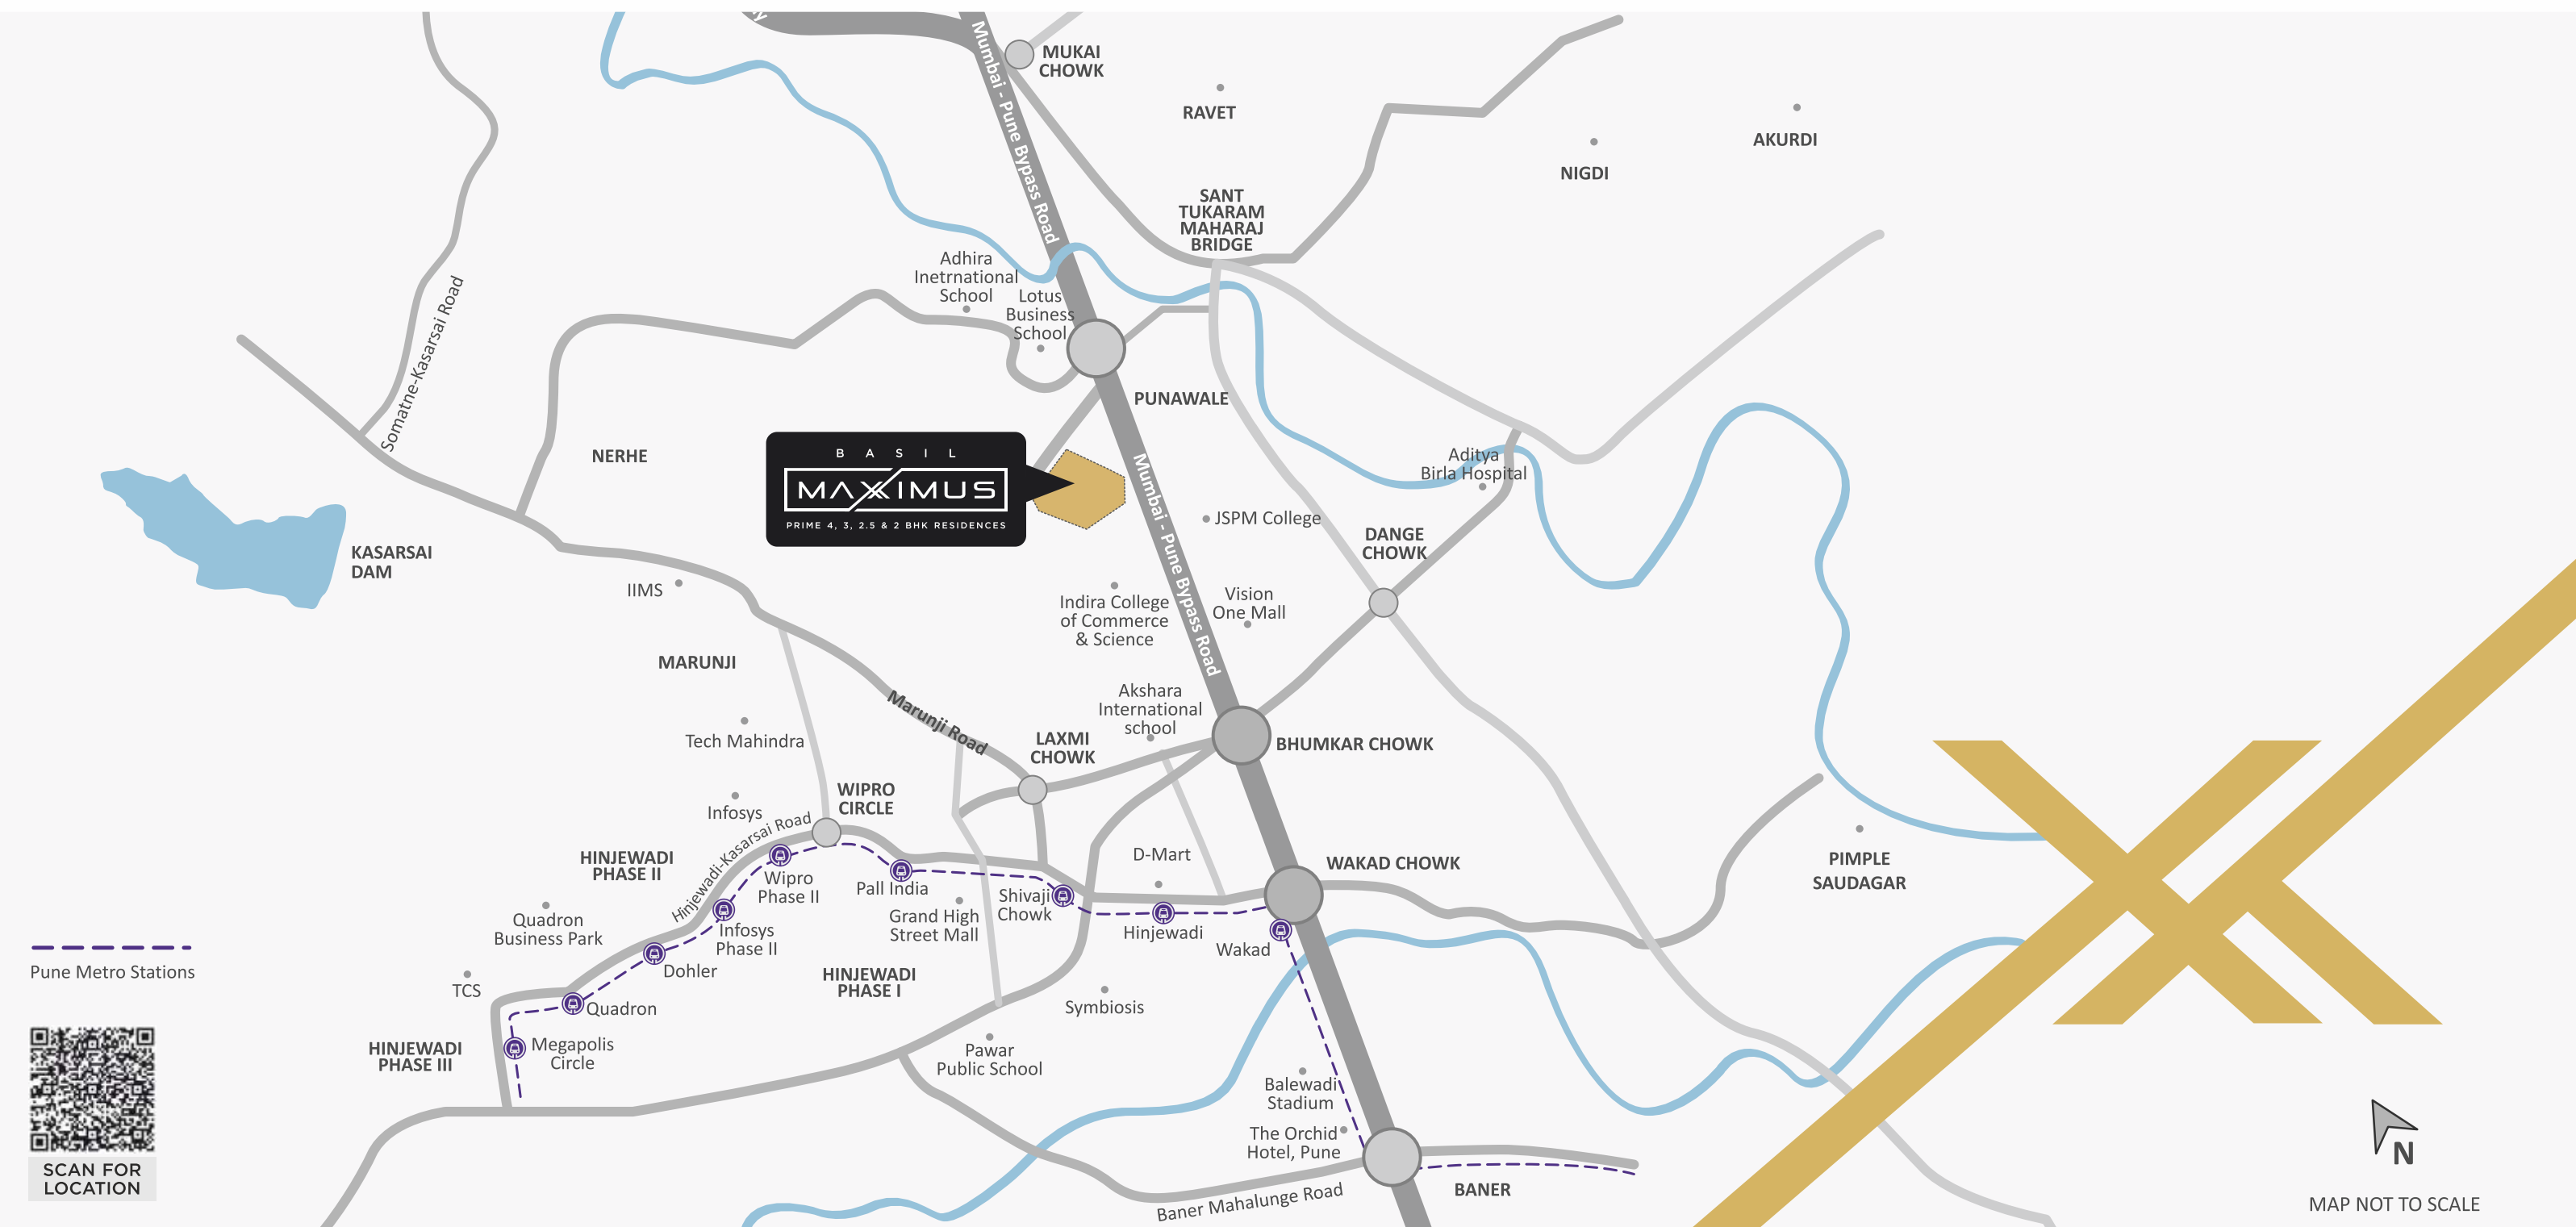 MUKAI
CHOWK
RAVET
AKURDI
NIGDI
Mumbai - Pune Bypass Road
SANT
TUKARAM
MAHARAJ
BRIDGE
Adhira
Inetrnational
School
Lotus
Business
School
Somatne-Kasarsai Road
PUNAWALE
NERHE
BASIL
MAXIMUS
PRIME 4, 3, 2.5 & 2 BHK RESIDENCES
Aditya
Birla Hospital
Mumbai - Pune Bypass Road
JSPM College
DANGE
CHOWK
KASARSAI
DAM
IIMS
Indira College
of Commerce
& Science
Vision
One Mall
MARUNJI
Marunji Road
Akshara
International
school
Tech Mahindra
LAXMI
CHOWK
BHUMKAR CHOWK
WIPRO
CIRCLE
Infosys
Hinjewadi-Kasarsai Road
HINJEWADI
PHASE II
D-Mart
WAKAD CHOWK
PIMPLE
SAUDAGAR
Wipro
Phase II
Pall India
Shivaji
Chowk
Grand High
Street Mall
Quadron
Business Park
Infosys
Phase II
Hinjewadi
Wakad
Pune Metro Stations
Dohler
TCS
HINJEWADI
PHASE I
Quadron
Symbiosis
HINJEWADI
PHASE III
Megapolis
Circle
Pawar
Public School
Balewadi
Stadium
The Orchid
Hotel, Pune
SCAN FOR
LOCATION
Baner Mahalunge Road
BANER
N
MAP NOT TO SCALE